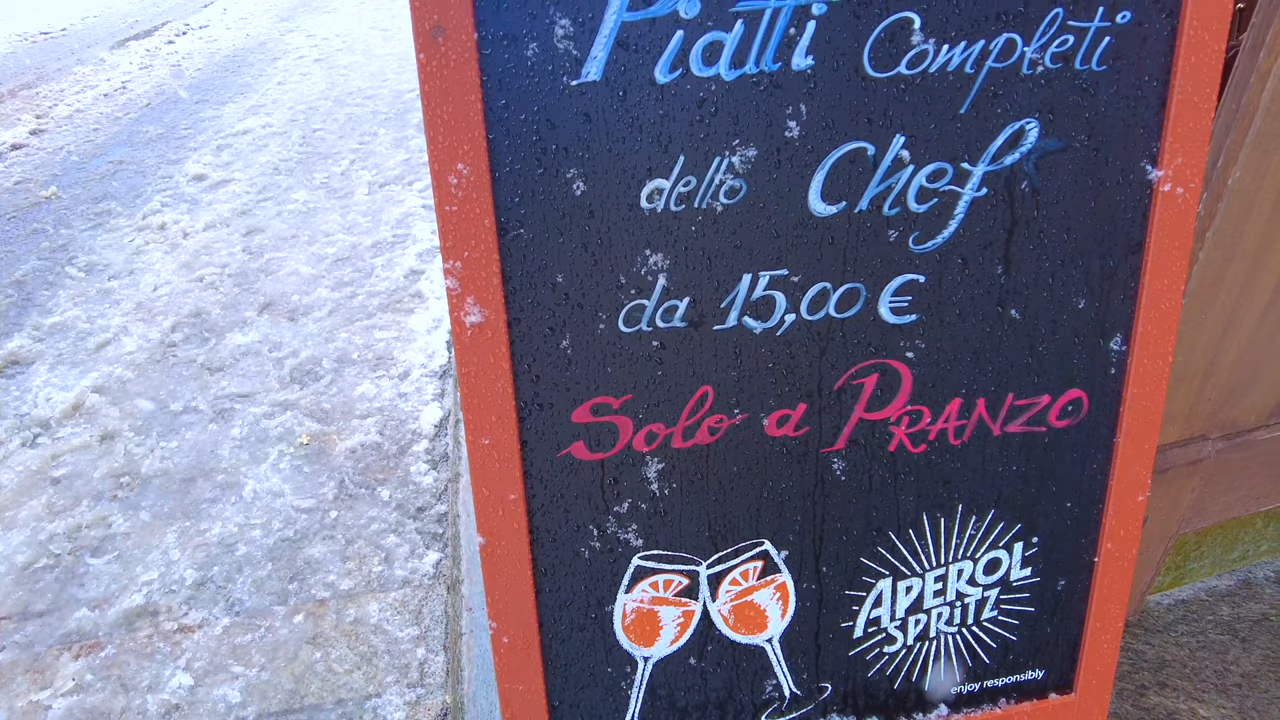 Piatti Completi
dello Chef
da 15,00 €
Solo a PRANZO
APEROL
SPRITZ
enjoy responsibly